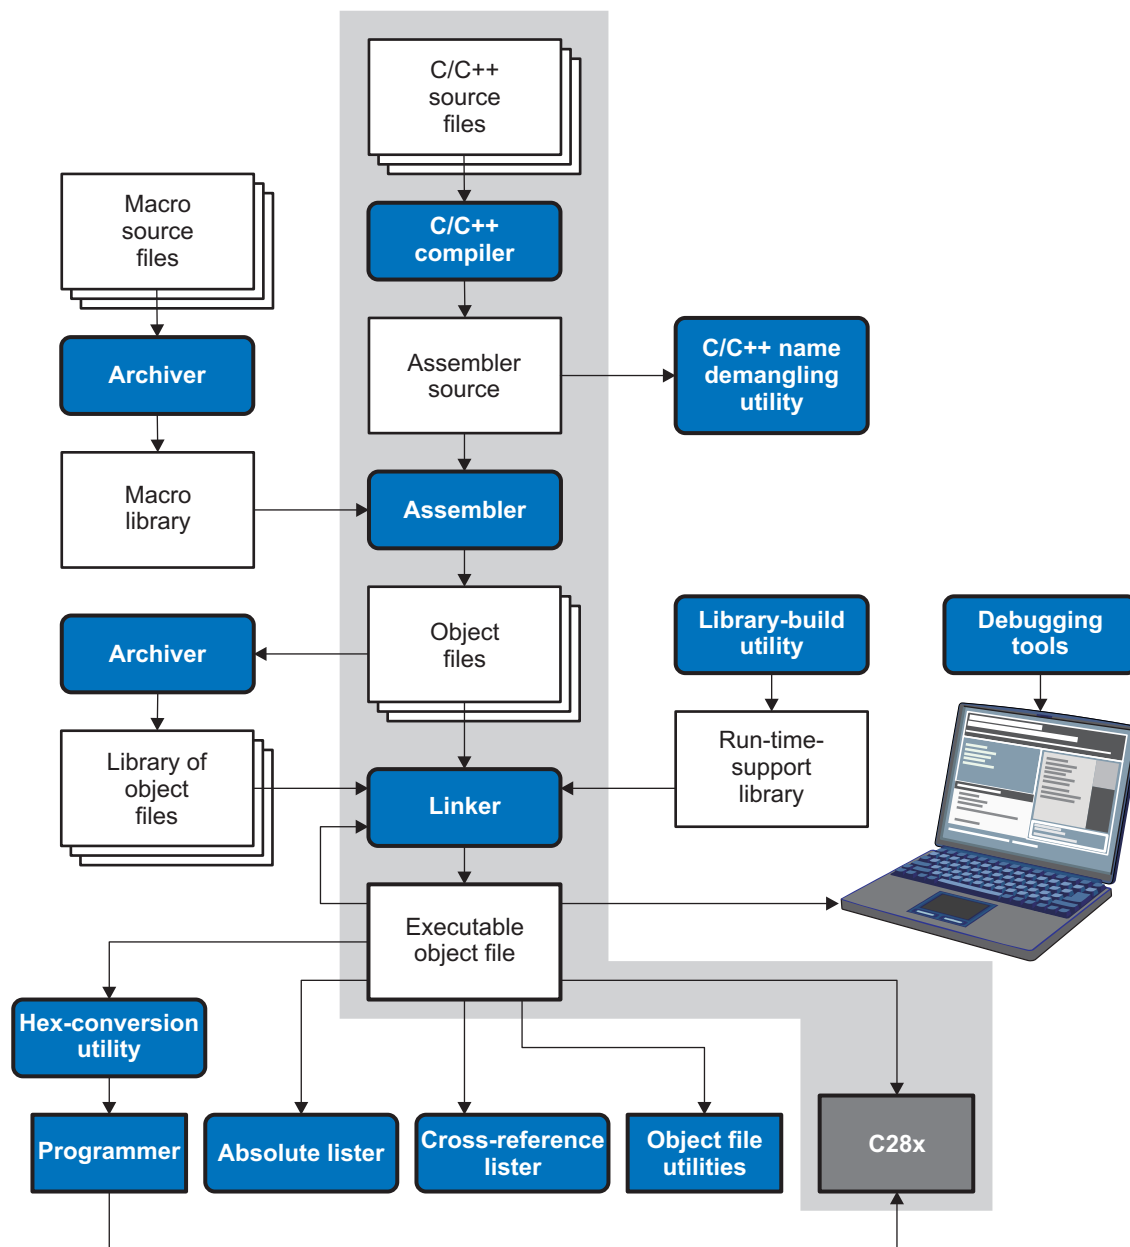 C/C++
source
files
Macro
source
files
C/C++
compiler
Archiver
Assembler
source
C/C++ name
demangling
utility
Macro
library
Assembler
Archiver
Object
files
Library-build
utility
Debugging
tools
Library of
object
files
Linker
Run-time-
support
library
Executable
object file
Hex-conversion
utility
Programmer
Absolute lister
Cross-reference
lister
Object file
utilities
C28x